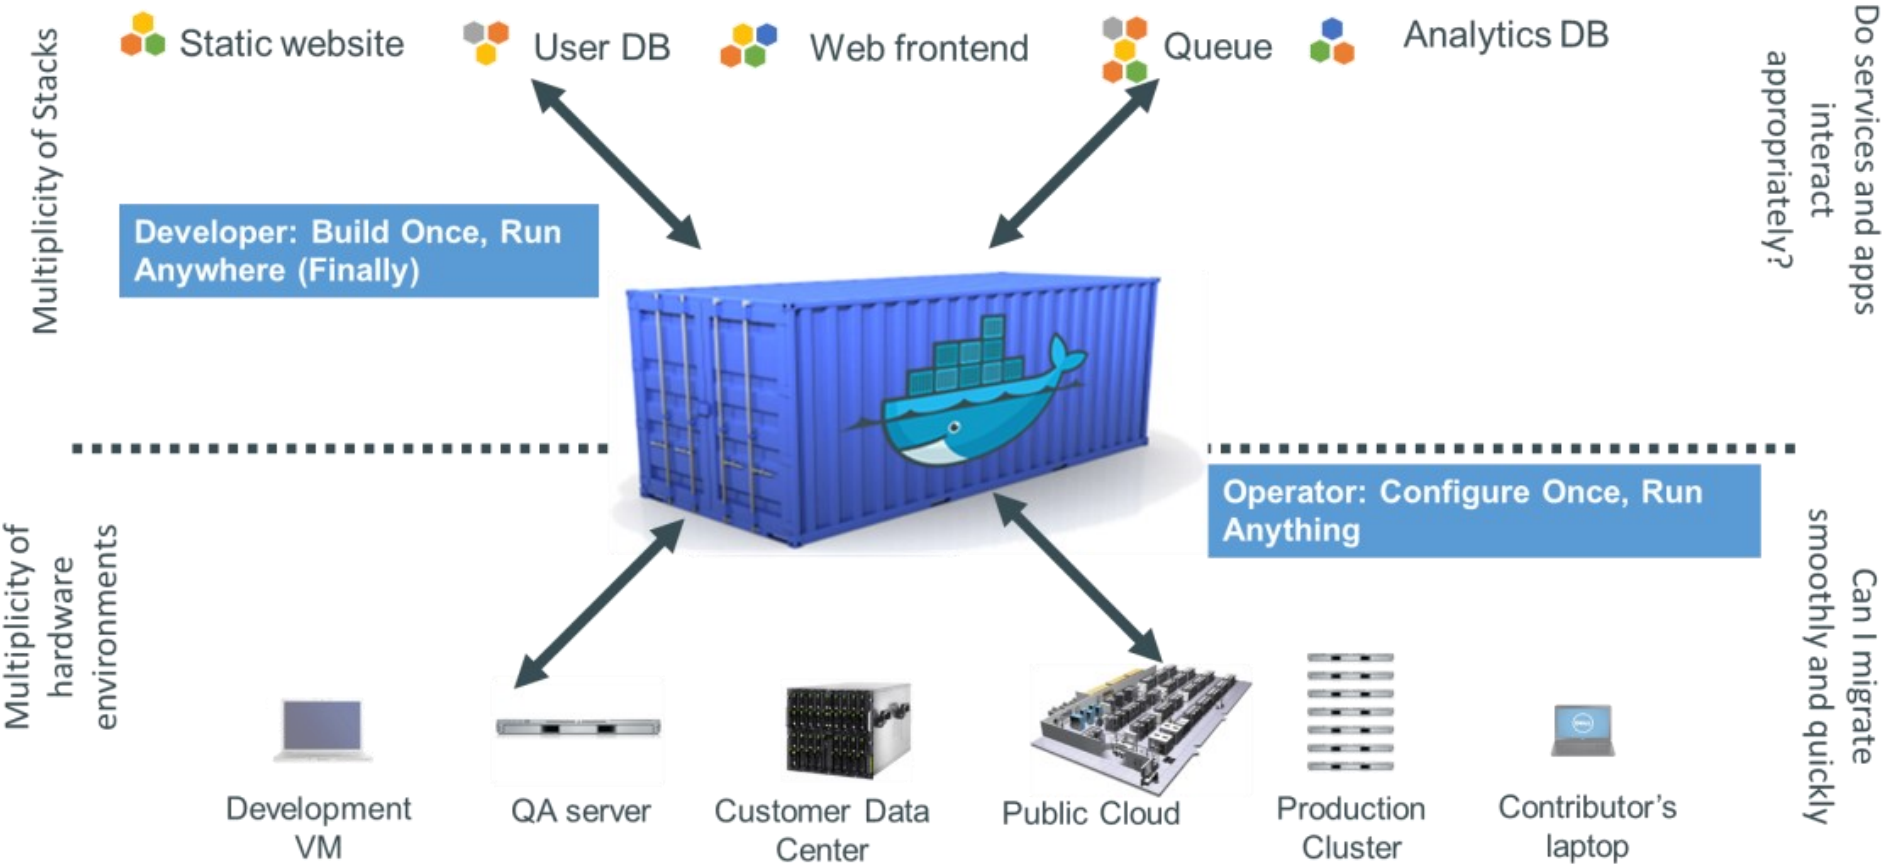 Static website
User DB
Web frontend
Queue
Analytics DB
Multiplicity of Stacks
Do services and apps
interact
appropriately?
Developer: Build Once, Run
Anywhere (Finally)
Operator: Configure Once, Run
Anything
Multiplicity of
hardware
environments
Can I migrate
smoothly and quickly
DELL
Development
VM
QA server
Customer Data
Center
Public Cloud
Production
Cluster
Contributor’s
laptop